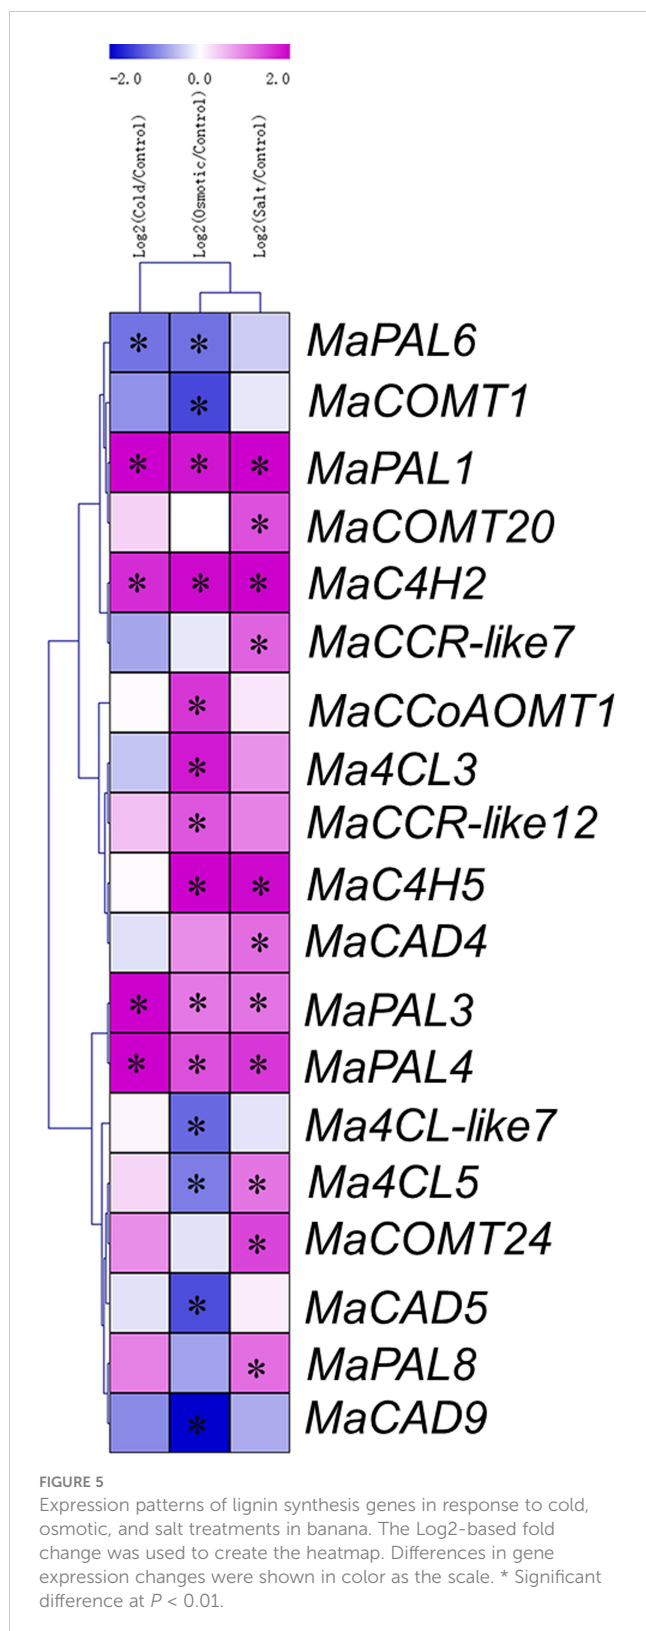 -2.0 0.0 2.0
Log2(Cold/Control)
Log2(Osmotic/Control)
Log2(Salt/Control)
* * MaPAL6
* MaCOMT1
* * * MaPAL1
* MaCOMT20
* * * MaC4H2
* MaCCR-like7
* MaCCoAOMT1
* Ma4CL3
* MaCCR-like12
* * MaC4H5
* MaCAD4
* * * MaPAL3
* * * MaPAL4
* Ma4CL-like7
* * Ma4CL5
* MaCOMT24
* MaCAD5
* MaPAL8
* MaCAD9
FIGURE 5
Expression patterns of lignin synthesis genes in response to cold,
osmotic, and salt treatments in banana. The Log2-based fold
change was used to create the heatmap. Differences in gene
expression changes were shown in color as the scale. * Significant
difference at P < 0.01.